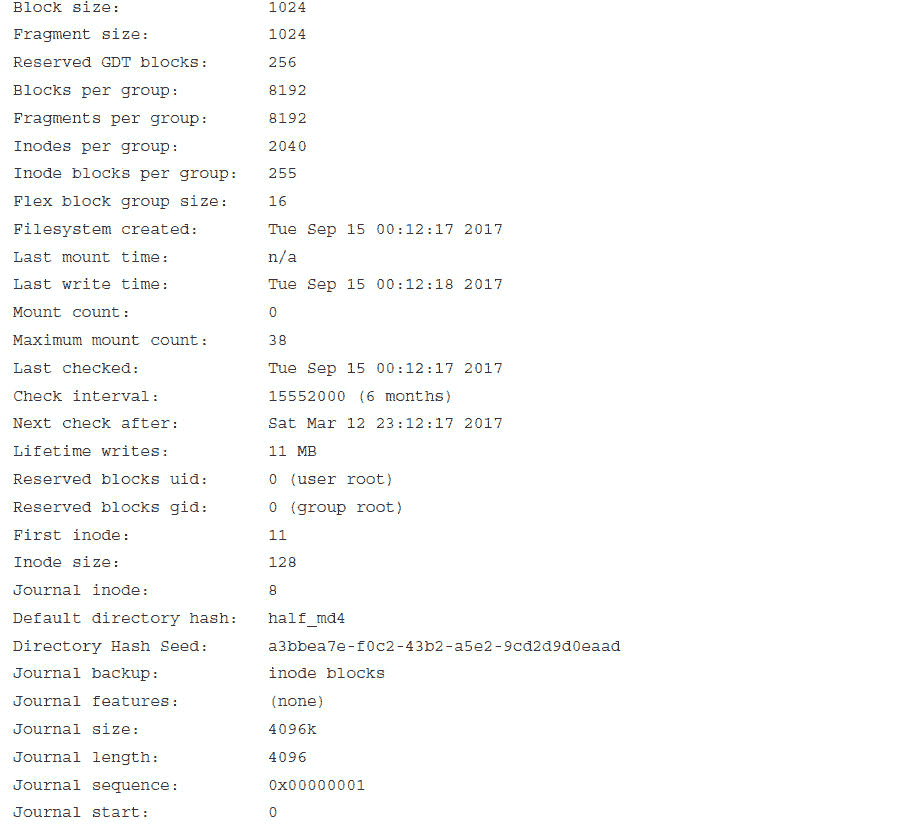 Block size: 1024
Fragment size: 1024
Reserved GDT blocks: 256
Blocks per group: 8192
Fragments per group: 8192
Inodes per group: 2040
Inode blocks per group: 255
Flex block group size: 16
Filesystem created: Tue Sep 15 00:12:17 2017
Last mount time: n/a
Last write time: Tue Sep 15 00:12:18 2017
Mount count: 0
Maximum mount count: 38
Last checked: Tue Sep 15 00:12:17 2017
Check interval: 15552000 (6 months)
Next check after: Sat Mar 12 23:12:17 2017
Lifetime writes: 11 MB
Reserved blocks uid: 0 (user root)
Reserved blocks gid: 0 (group root)
First inode: 11
Inode size: 128
Journal inode: 8
Default directory hash: half_md4
Directory Hash Seed: a3bbea7e-f0c2-43b2-a5e2-9cd2d9d0eaad
Journal backup: inode blocks
Journal features: (none)
Journal size: 4096k
Journal length: 4096
Journal sequence: 0x00000001
Journal start: 0